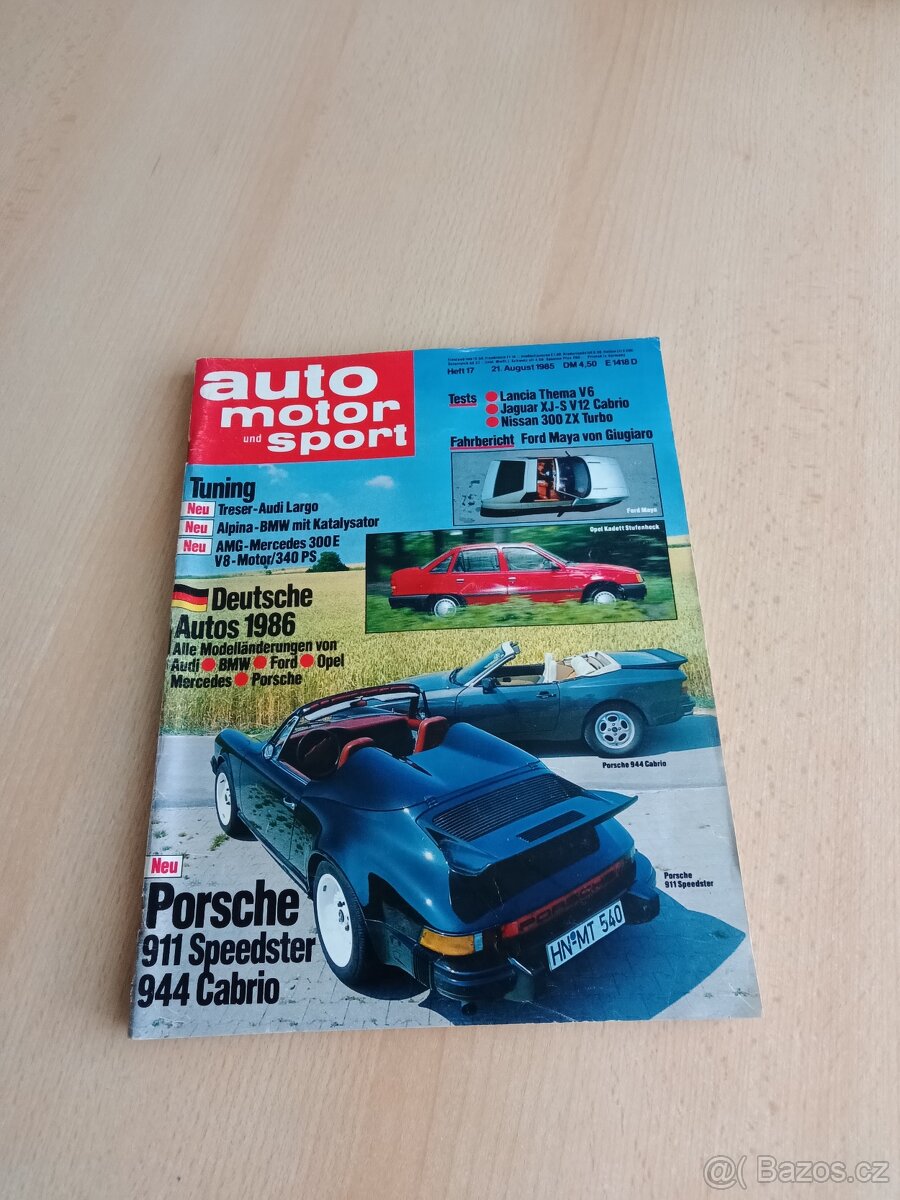 Heft 17 21. August 1985 DM 4,50 E 1418 D
auto
motor
und sport
Tests ● Lancia Thema V6
● Jaguar XJ-S V12 Cabrio
● Nissan 300 ZX Turbo
Fahrbericht Ford Maya von Giugiaro
Ford Maya
Tuning
Neu Treser-Audi Largo
Neu Alpina-BMW mit Katalysator
Neu AMG-Mercedes 300 E
V8-Motor/340 PS
Opel Kadett Stufenheck
Deutsche
Autos 1986
Alle Modelländerungen von
Audi ● BMW ● Ford ● Opel
Mercedes ● Porsche
Porsche 944 Cabrio
Porsche
911 Speedster
PORSCHE
HN MT 540
Neu
Porsche
911 Speedster
944 Cabrio
Bazos.cz